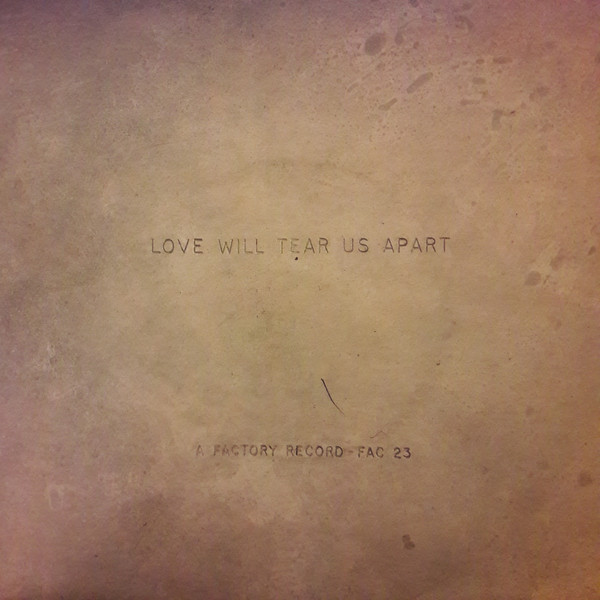 LOVE WILL TEAR US APART
A FACTORY RECORD-FAC 23